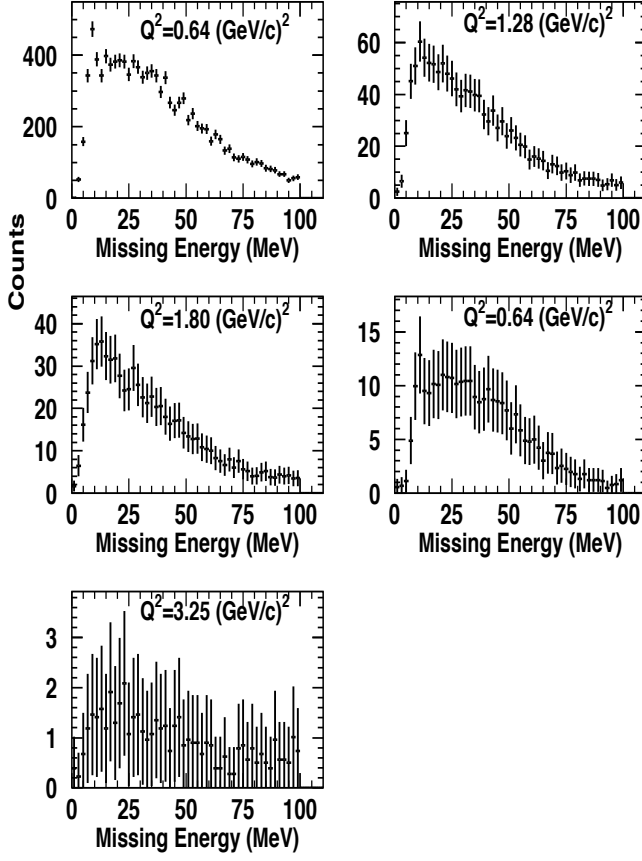 Q²=0.64 (GeV/c)²
400
200
0
0 25 50 75 100
Missing Energy (MeV)
Q²=1.28 (GeV/c)²
60
40
20
0
0 25 50 75 100
Missing Energy (MeV)
Counts
Q²=1.80 (GeV/c)²
40
30
20
10
0
0 25 50 75 100
Missing Energy (MeV)
Q²=0.64 (GeV/c)²
15
10
5
0
0 25 50 75 100
Missing Energy (MeV)
Q²=3.25 (GeV/c)²
3
2
1
0
0 25 50 75 100
Missing Energy (MeV)